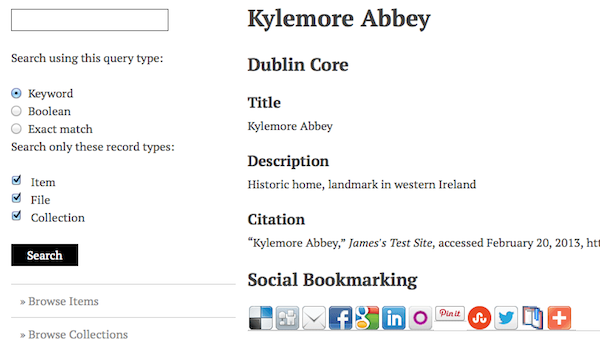 Search using this query type:
Keyword
Boolean
Exact match
Search only these record types:
Item
File
Collection
Search
» Browse Items
» Browse Collections
Kylemore Abbey
Dublin Core
Title
Kylemore Abbey
Description
Historic home, landmark in western Ireland
Citation
“Kylemore Abbey,” James's Test Site, accessed February 20, 2013, htt
Social Bookmarking
f g in Pin it